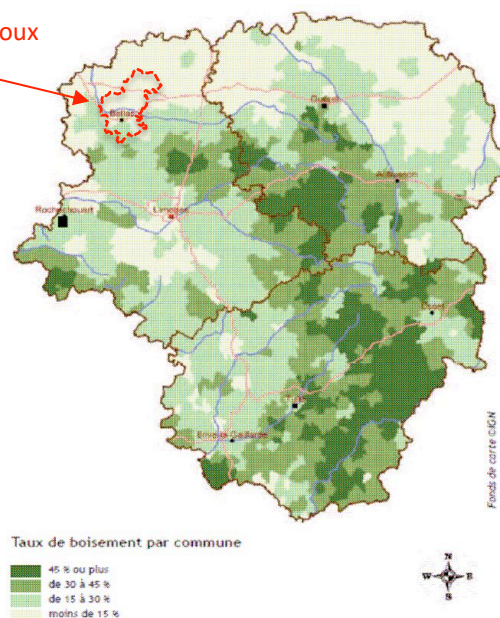 oux
Guéret
Bellac
Aubusson
Rochechouart
Limoges
Ussel
Tulle
Brive-la-Gaillarde
Fonds de carte ©IGN
Taux de boisement par commune
45 % ou plus
de 30 à 45 %
de 15 à 30 %
moins de 15 %
N
W E
S